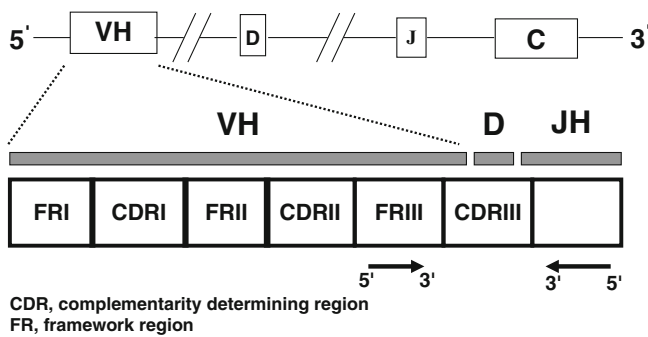 5' VH D J C 3'
VH D JH
FRI CDRI FRII CDRII FRIII CDRIII
5' 3' 3' 5'
CDR, complementarity determining region
FR, framework region